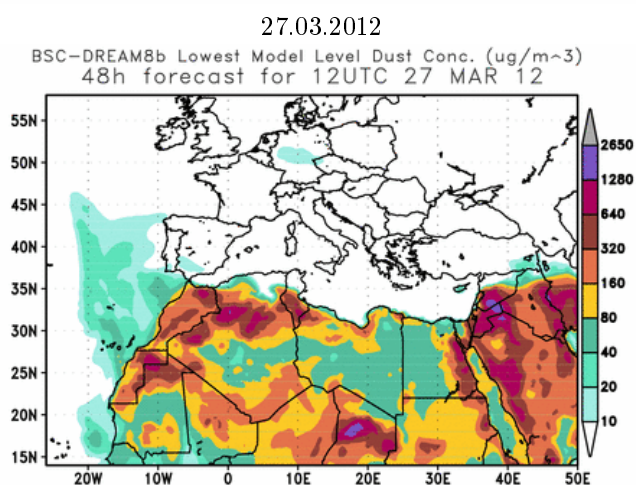 27.03.2012
BSC-DREAM8b Lowest Model Level Dust Conc. (ug/m^3)
48h forecast for 12UTC 27 MAR 12
55N
50N
45N
40N
35N
30N
25N
20N
15N
20W
10W
0
10E
20E
30E
40E
50E
2650
1280
640
320
160
80
40
20
10